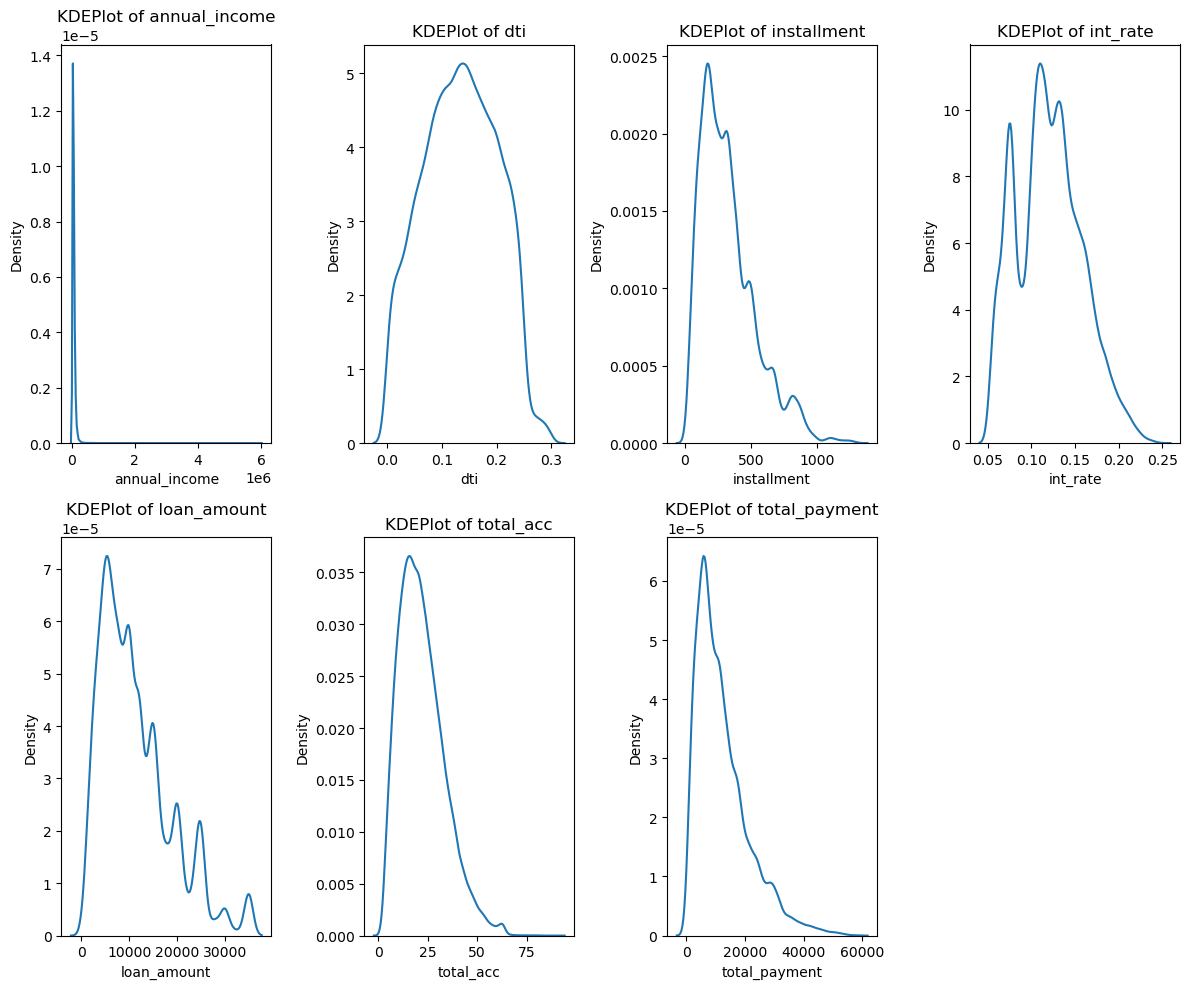 KDEPlot of annual_income
1e−5
1.4
1.2
1.0
0.8
0.6
0.4
0.2
0.0
Density
0 2 4 6
1e6
annual_income
KDEPlot of dti
5
4
3
2
1
0
Density
0.0 0.1 0.2 0.3
dti
KDEPlot of installment
0.0025
0.0020
0.0015
0.0010
0.0005
0.0000
Density
0 500 1000
installment
KDEPlot of int_rate
10
8
6
4
2
0
Density
0.05 0.10 0.15 0.20 0.25
int_rate
KDEPlot of loan_amount
1e−5
7
6
5
4
3
2
1
0
Density
0 10000 20000 30000
loan_amount
KDEPlot of total_acc
0.035
0.030
0.025
0.020
0.015
0.010
0.005
0.000
Density
0 25 50 75
total_acc
KDEPlot of total_payment
1e−5
6
5
4
3
2
1
0
Density
0 20000 40000 60000
total_payment